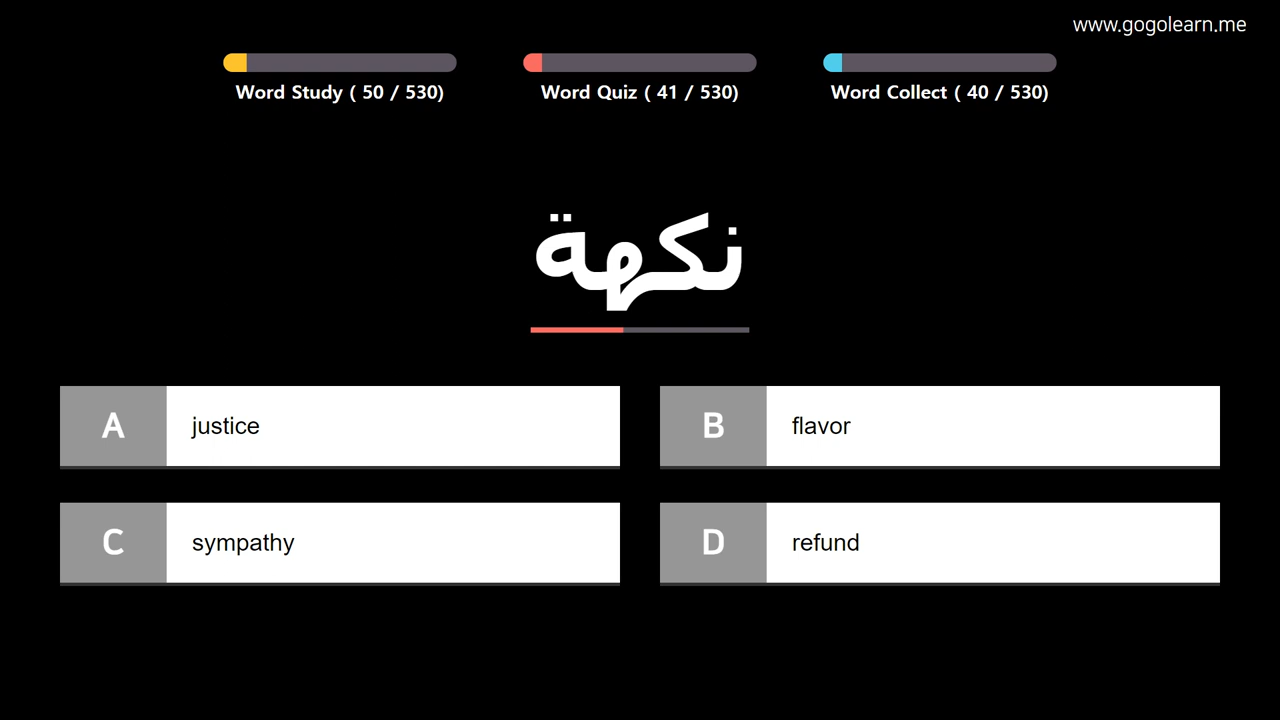 www.gogolearn.me
Word Study ( 50 / 530)
Word Quiz ( 41 / 530)
Word Collect ( 40 / 530)
نكهة
A justice
B flavor
C sympathy
D refund